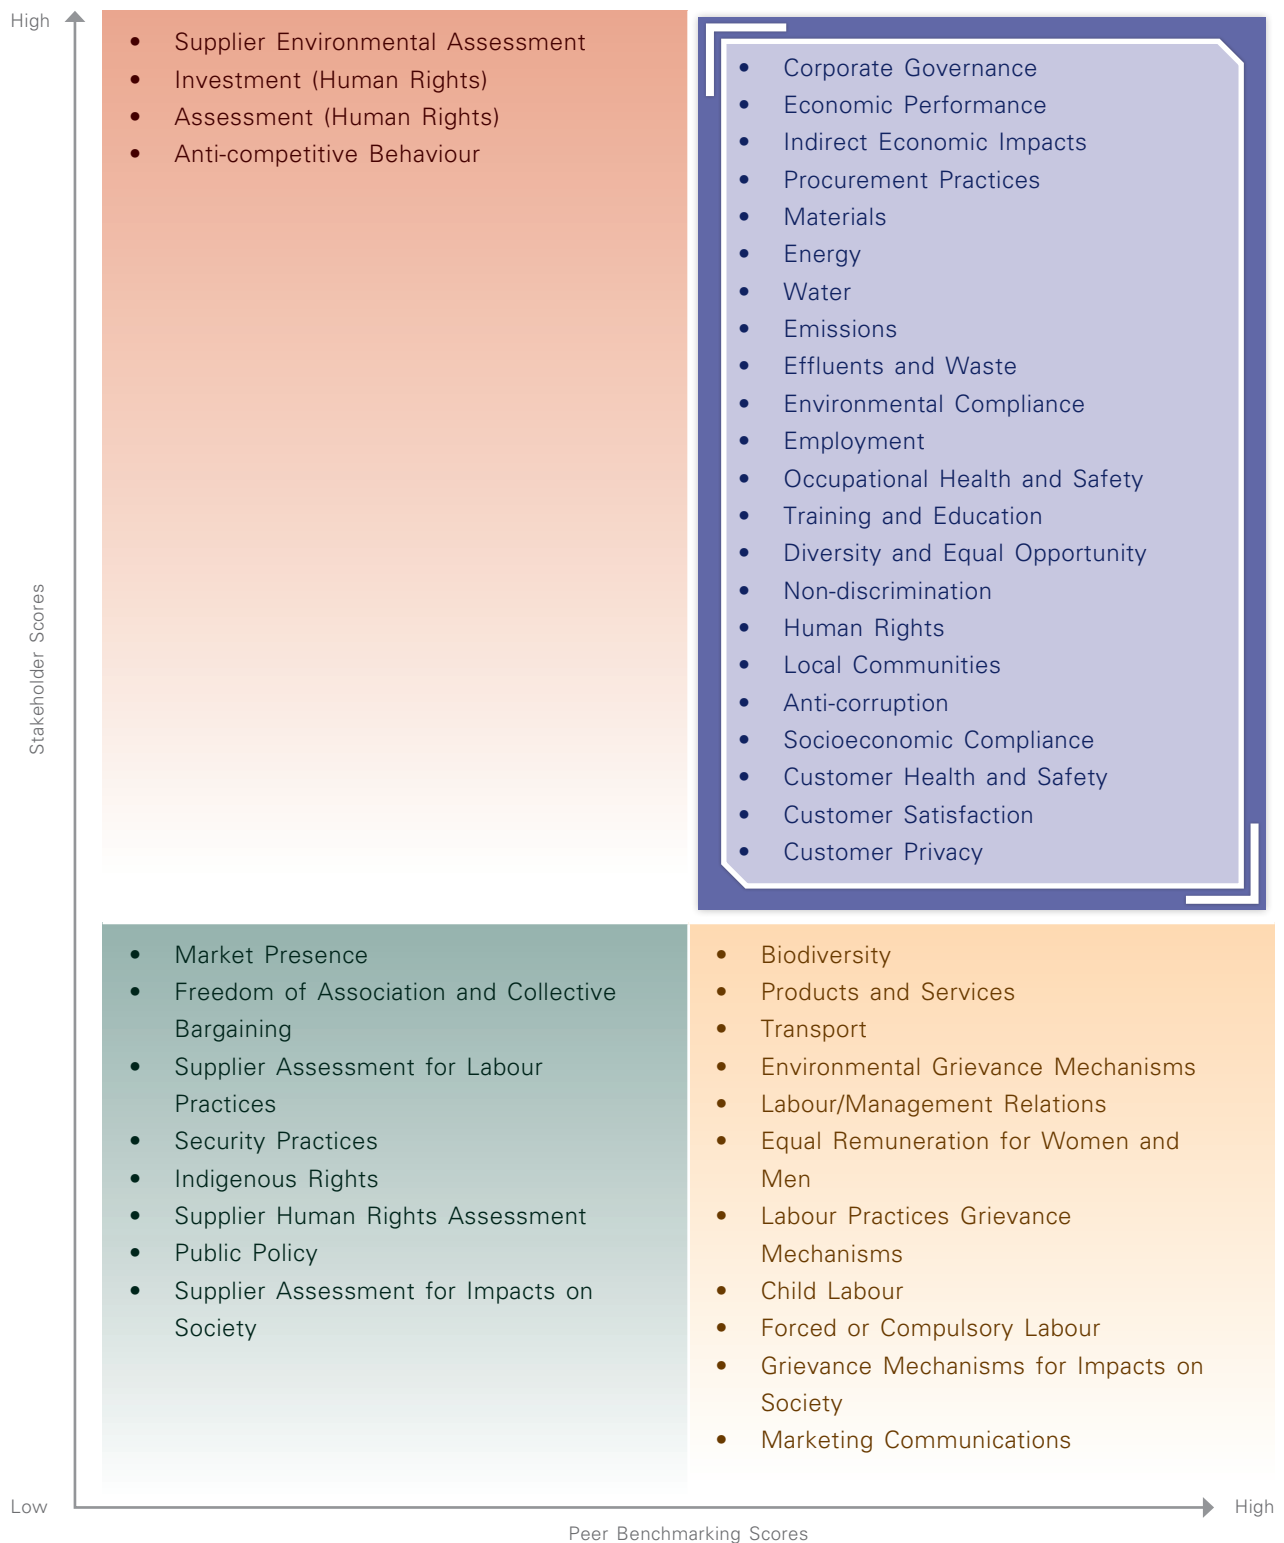 High
• Supplier Environmental Assessment
• Investment (Human Rights)
• Assessment (Human Rights)
• Anti-competitive Behaviour
• Corporate Governance
• Economic Performance
• Indirect Economic Impacts
• Procurement Practices
• Materials
• Energy
• Water
• Emissions
• Effluents and Waste
• Environmental Compliance
• Employment
• Occupational Health and Safety
• Training and Education
• Diversity and Equal Opportunity
• Non-discrimination
• Human Rights
• Local Communities
• Anti-corruption
• Socioeconomic Compliance
• Customer Health and Safety
• Customer Satisfaction
• Customer Privacy
Stakeholder Scores
• Market Presence
• Freedom of Association and Collective
Bargaining
• Supplier Assessment for Labour
Practices
• Security Practices
• Indigenous Rights
• Supplier Human Rights Assessment
• Public Policy
• Supplier Assessment for Impacts on
Society
• Biodiversity
• Products and Services
• Transport
• Environmental Grievance Mechanisms
• Labour/Management Relations
• Equal Remuneration for Women and
Men
• Labour Practices Grievance
Mechanisms
• Child Labour
• Forced or Compulsory Labour
• Grievance Mechanisms for Impacts on
Society
• Marketing Communications
Low
High
Peer Benchmarking Scores